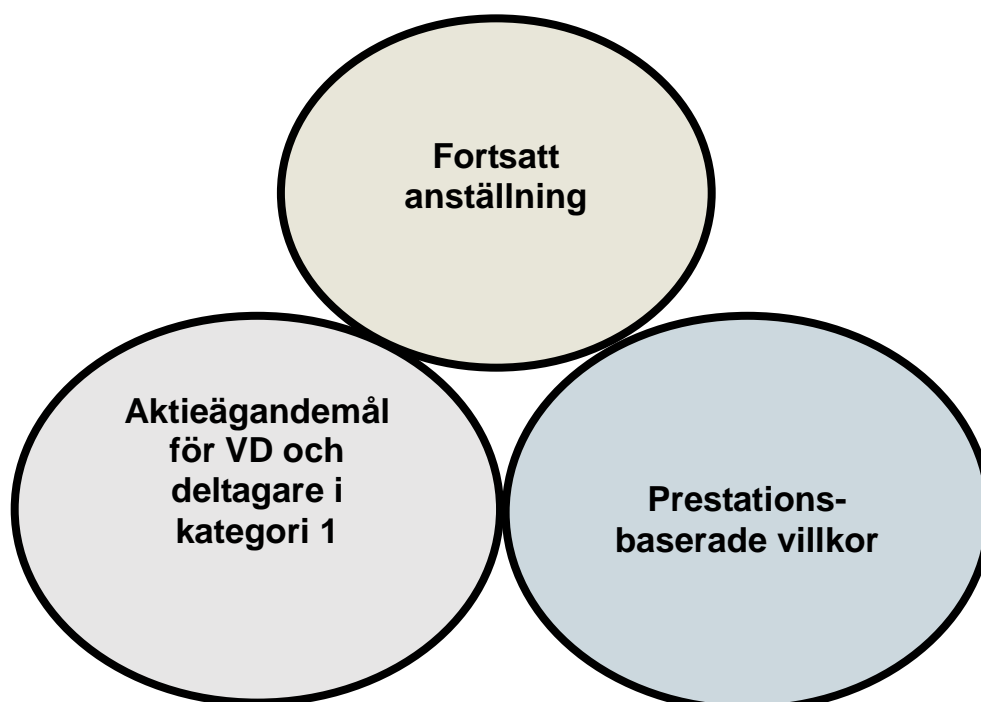 Fortsatt
anställning
Aktieägandemål
för VD och
deltagare i
kategori 1
Prestations-
baserade villkor